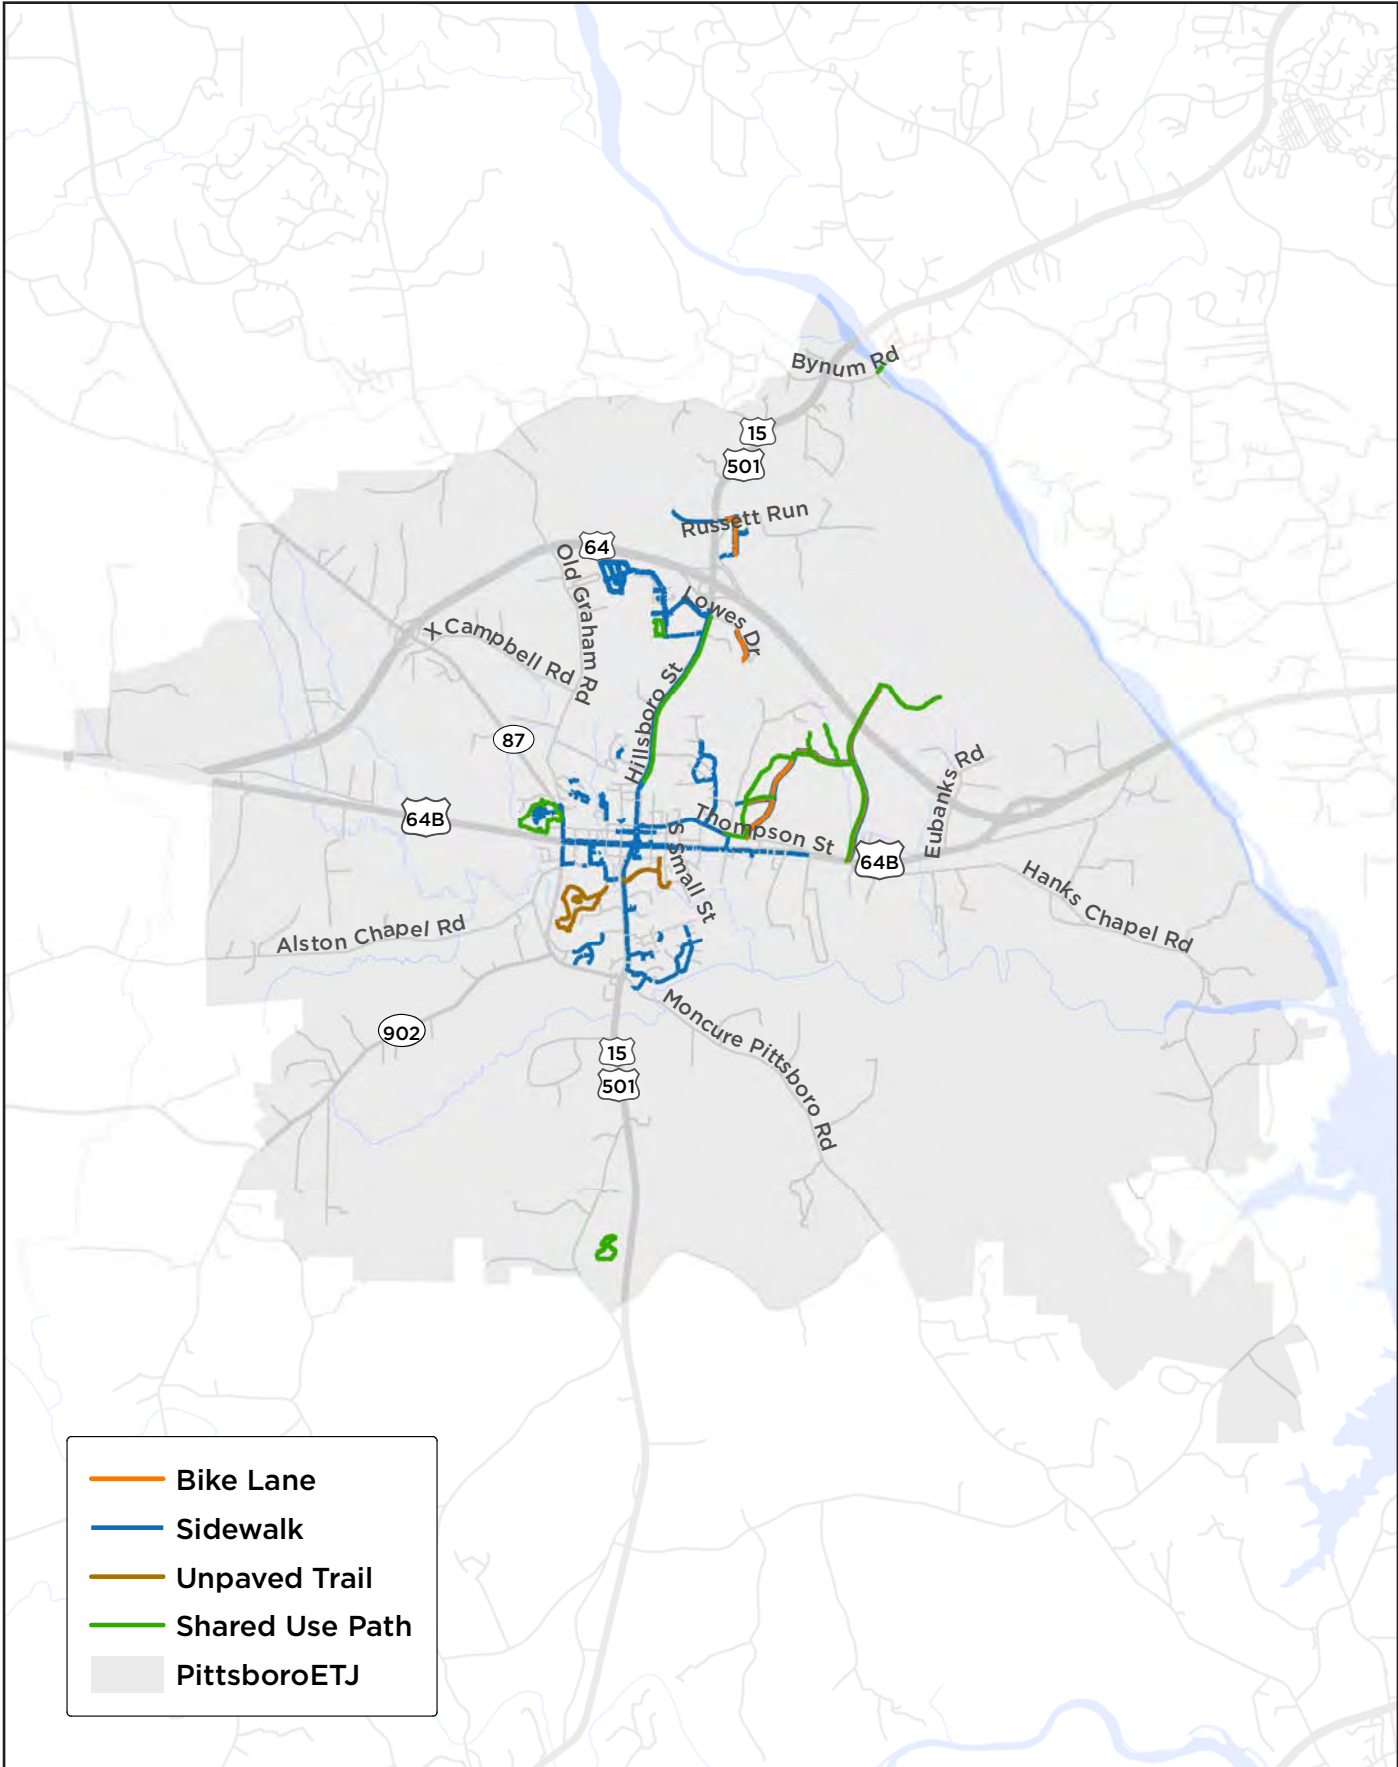 Bynum Rd
15
501
Russett Run
64
Old Graham Rd
Lowes Dr
X Campbell Rd
Hillsboro St
87
Eubanks Rd
64B
Thompson St
S Small St
64B
Hanks Chapel Rd
Alston Chapel Rd
Moncure Pittsboro Rd
902
15
501
Bike Lane
Sidewalk
Unpaved Trail
Shared Use Path
PittsboroETJ